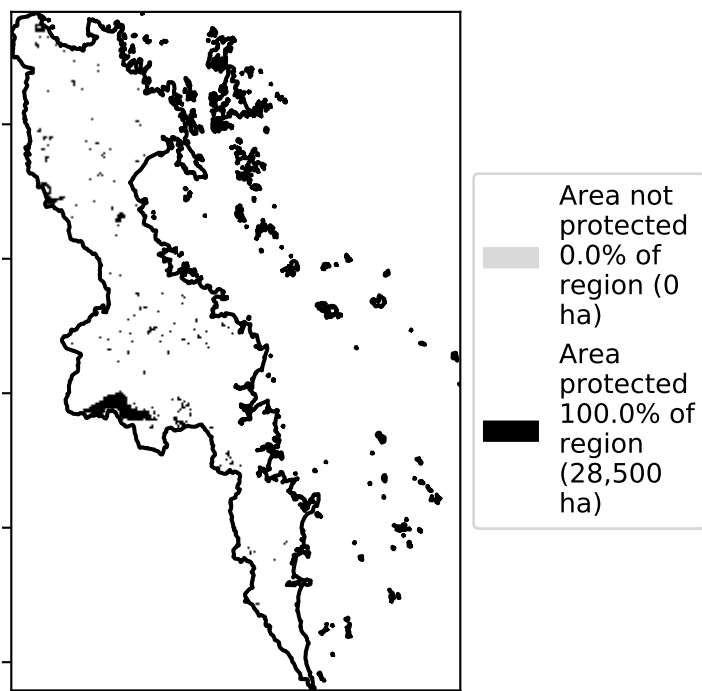 Area not
protected
0.0% of
region (0
ha)
Area
protected
100.0% of
region
(28,500
ha)